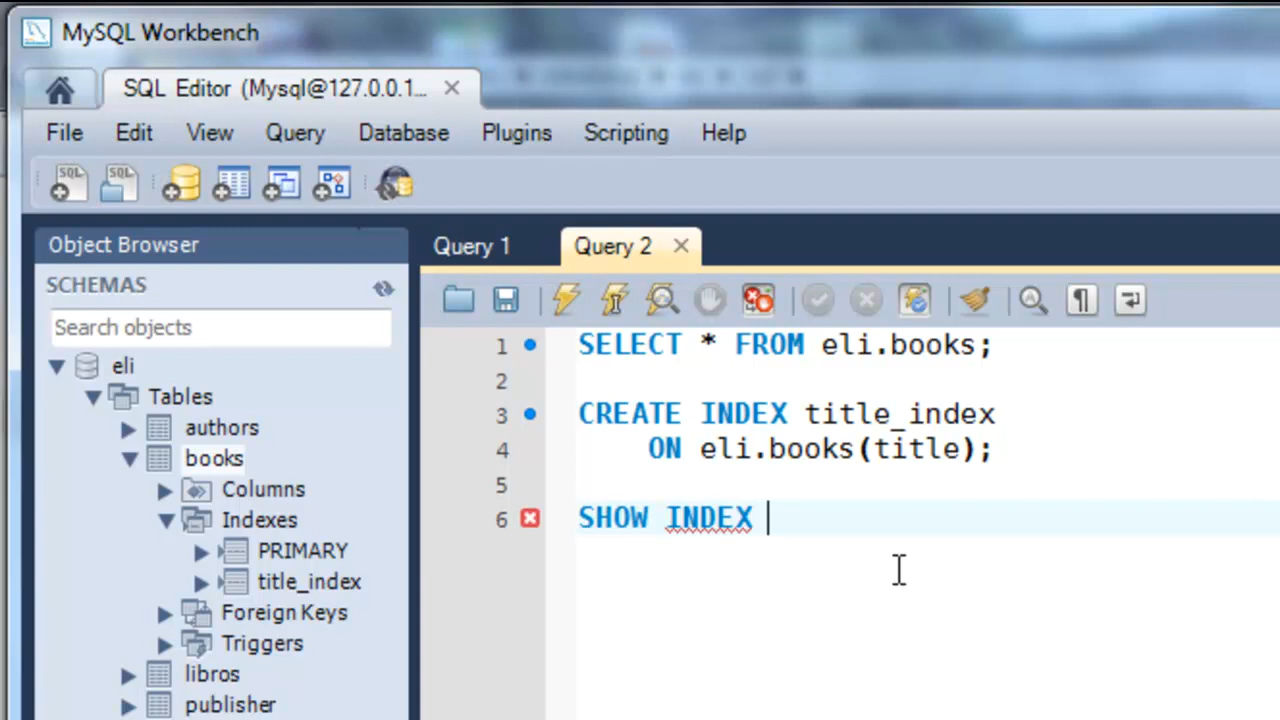 MySQL Workbench
SQL Editor (Mysql@127.0.0.1...
File Edit View Query Database Plugins Scripting Help
SQL SQL
Object Browser
Query 1 Query 2
SCHEMAS
Search objects
eli
Tables
authors
books
Columns
Indexes
PRIMARY
title_index
Foreign Keys
Triggers
libros
publisher
1 SELECT * FROM eli.books;
2
3 CREATE INDEX title_index
4 ON eli.books(title);
5
6 SHOW INDEX